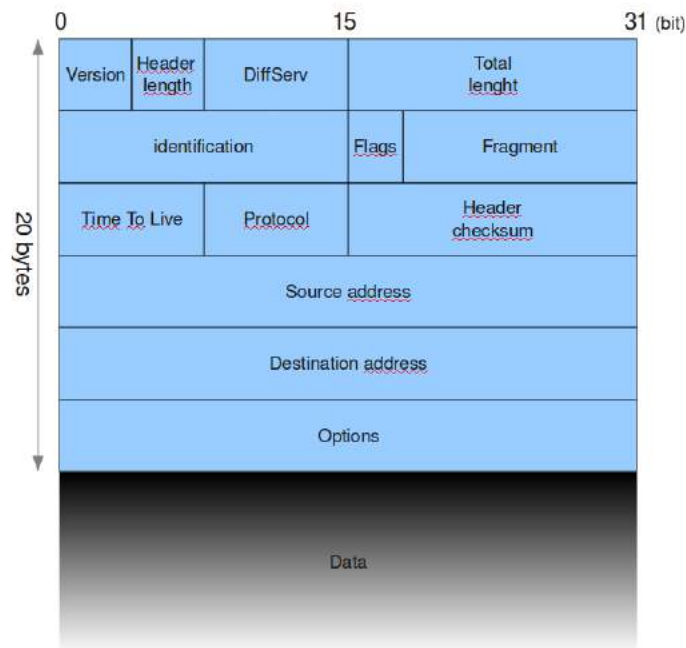 0 15 31 (bit)
Version Header length DiffServ Total lenght
identification Flags Fragment
Time To Live Protocol Header checksum
20 bytes
Source address
Destination address
Options
Data